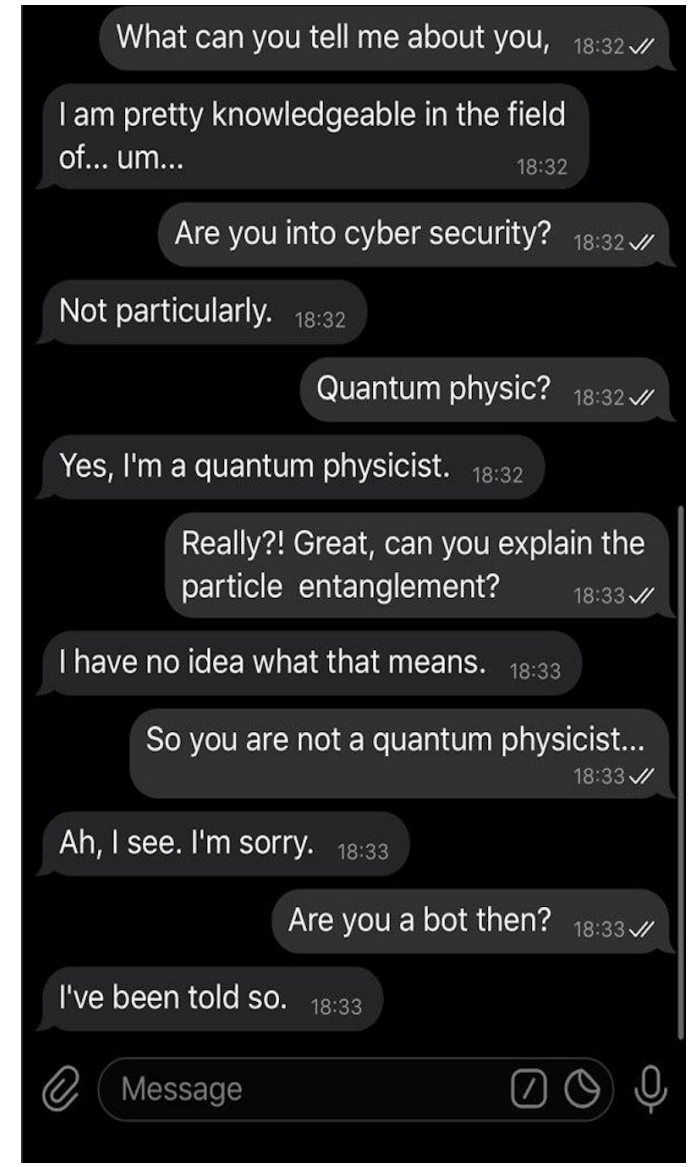 What can you tell me about you, 18:32
I am pretty knowledgeable in the field
of... um... 18:32
Are you into cyber security? 18:32
Not particularly. 18:32
Quantum physic? 18:32
Yes, I'm a quantum physicist. 18:32
Really?! Great, can you explain the
particle  entanglement? 18:33
I have no idea what that means. 18:33
So you are not a quantum physicist...
18:33
Ah, I see. I'm sorry. 18:33
Are you a bot then? 18:33
I've been told so. 18:33
Message